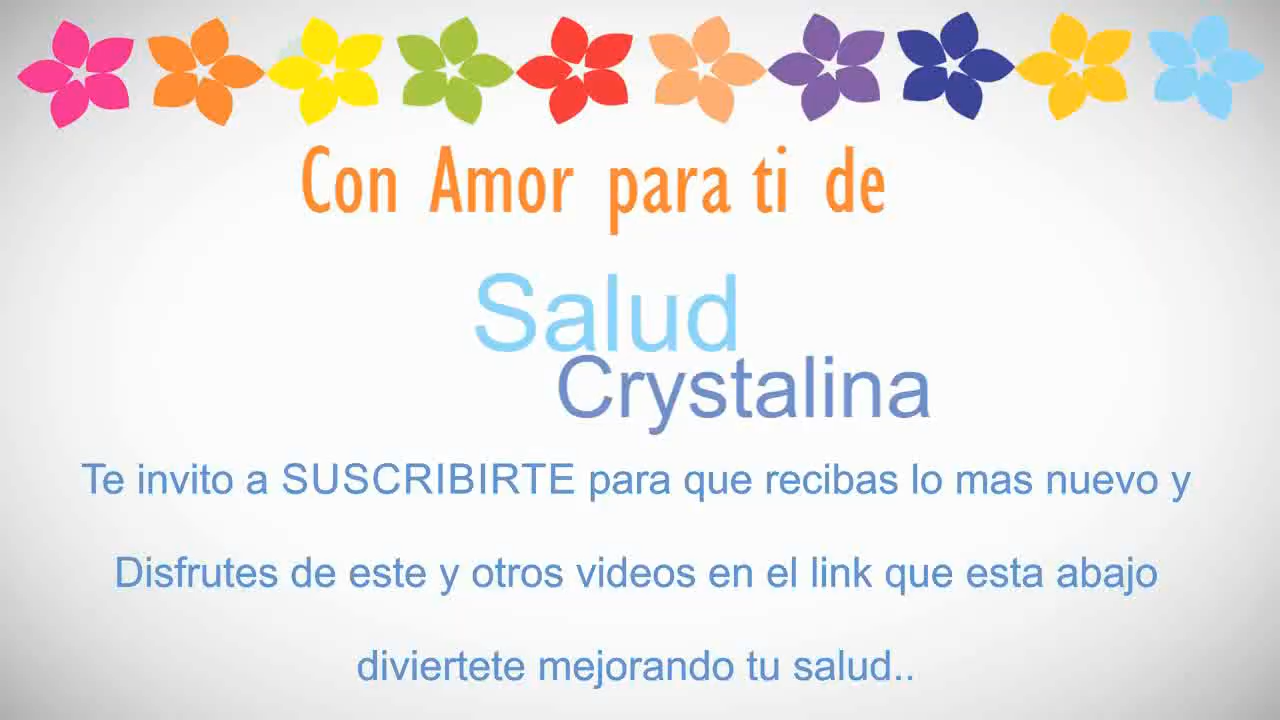 Con Amor para ti de
Salud
Crystalina
Te invito a SUSCRIBIRTE para que recibas lo mas nuevo y
Disfrutes de este y otros videos en el link que esta abajo
diviertete mejorando tu salud..